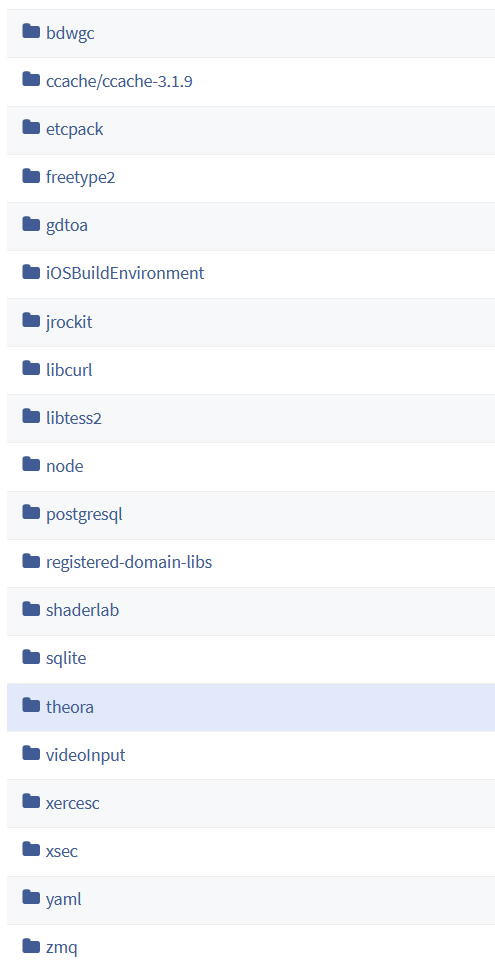 bdwgc
ccache/ccache-3.1.9
etcpack
freetype2
gdtoa
iOSBuildEnvironment
jrockit
libcurl
libtess2
node
postgresql
registered-domain-libs
shaderlab
sqlite
theora
videoInput
xercesc
xsec
yaml
zmq